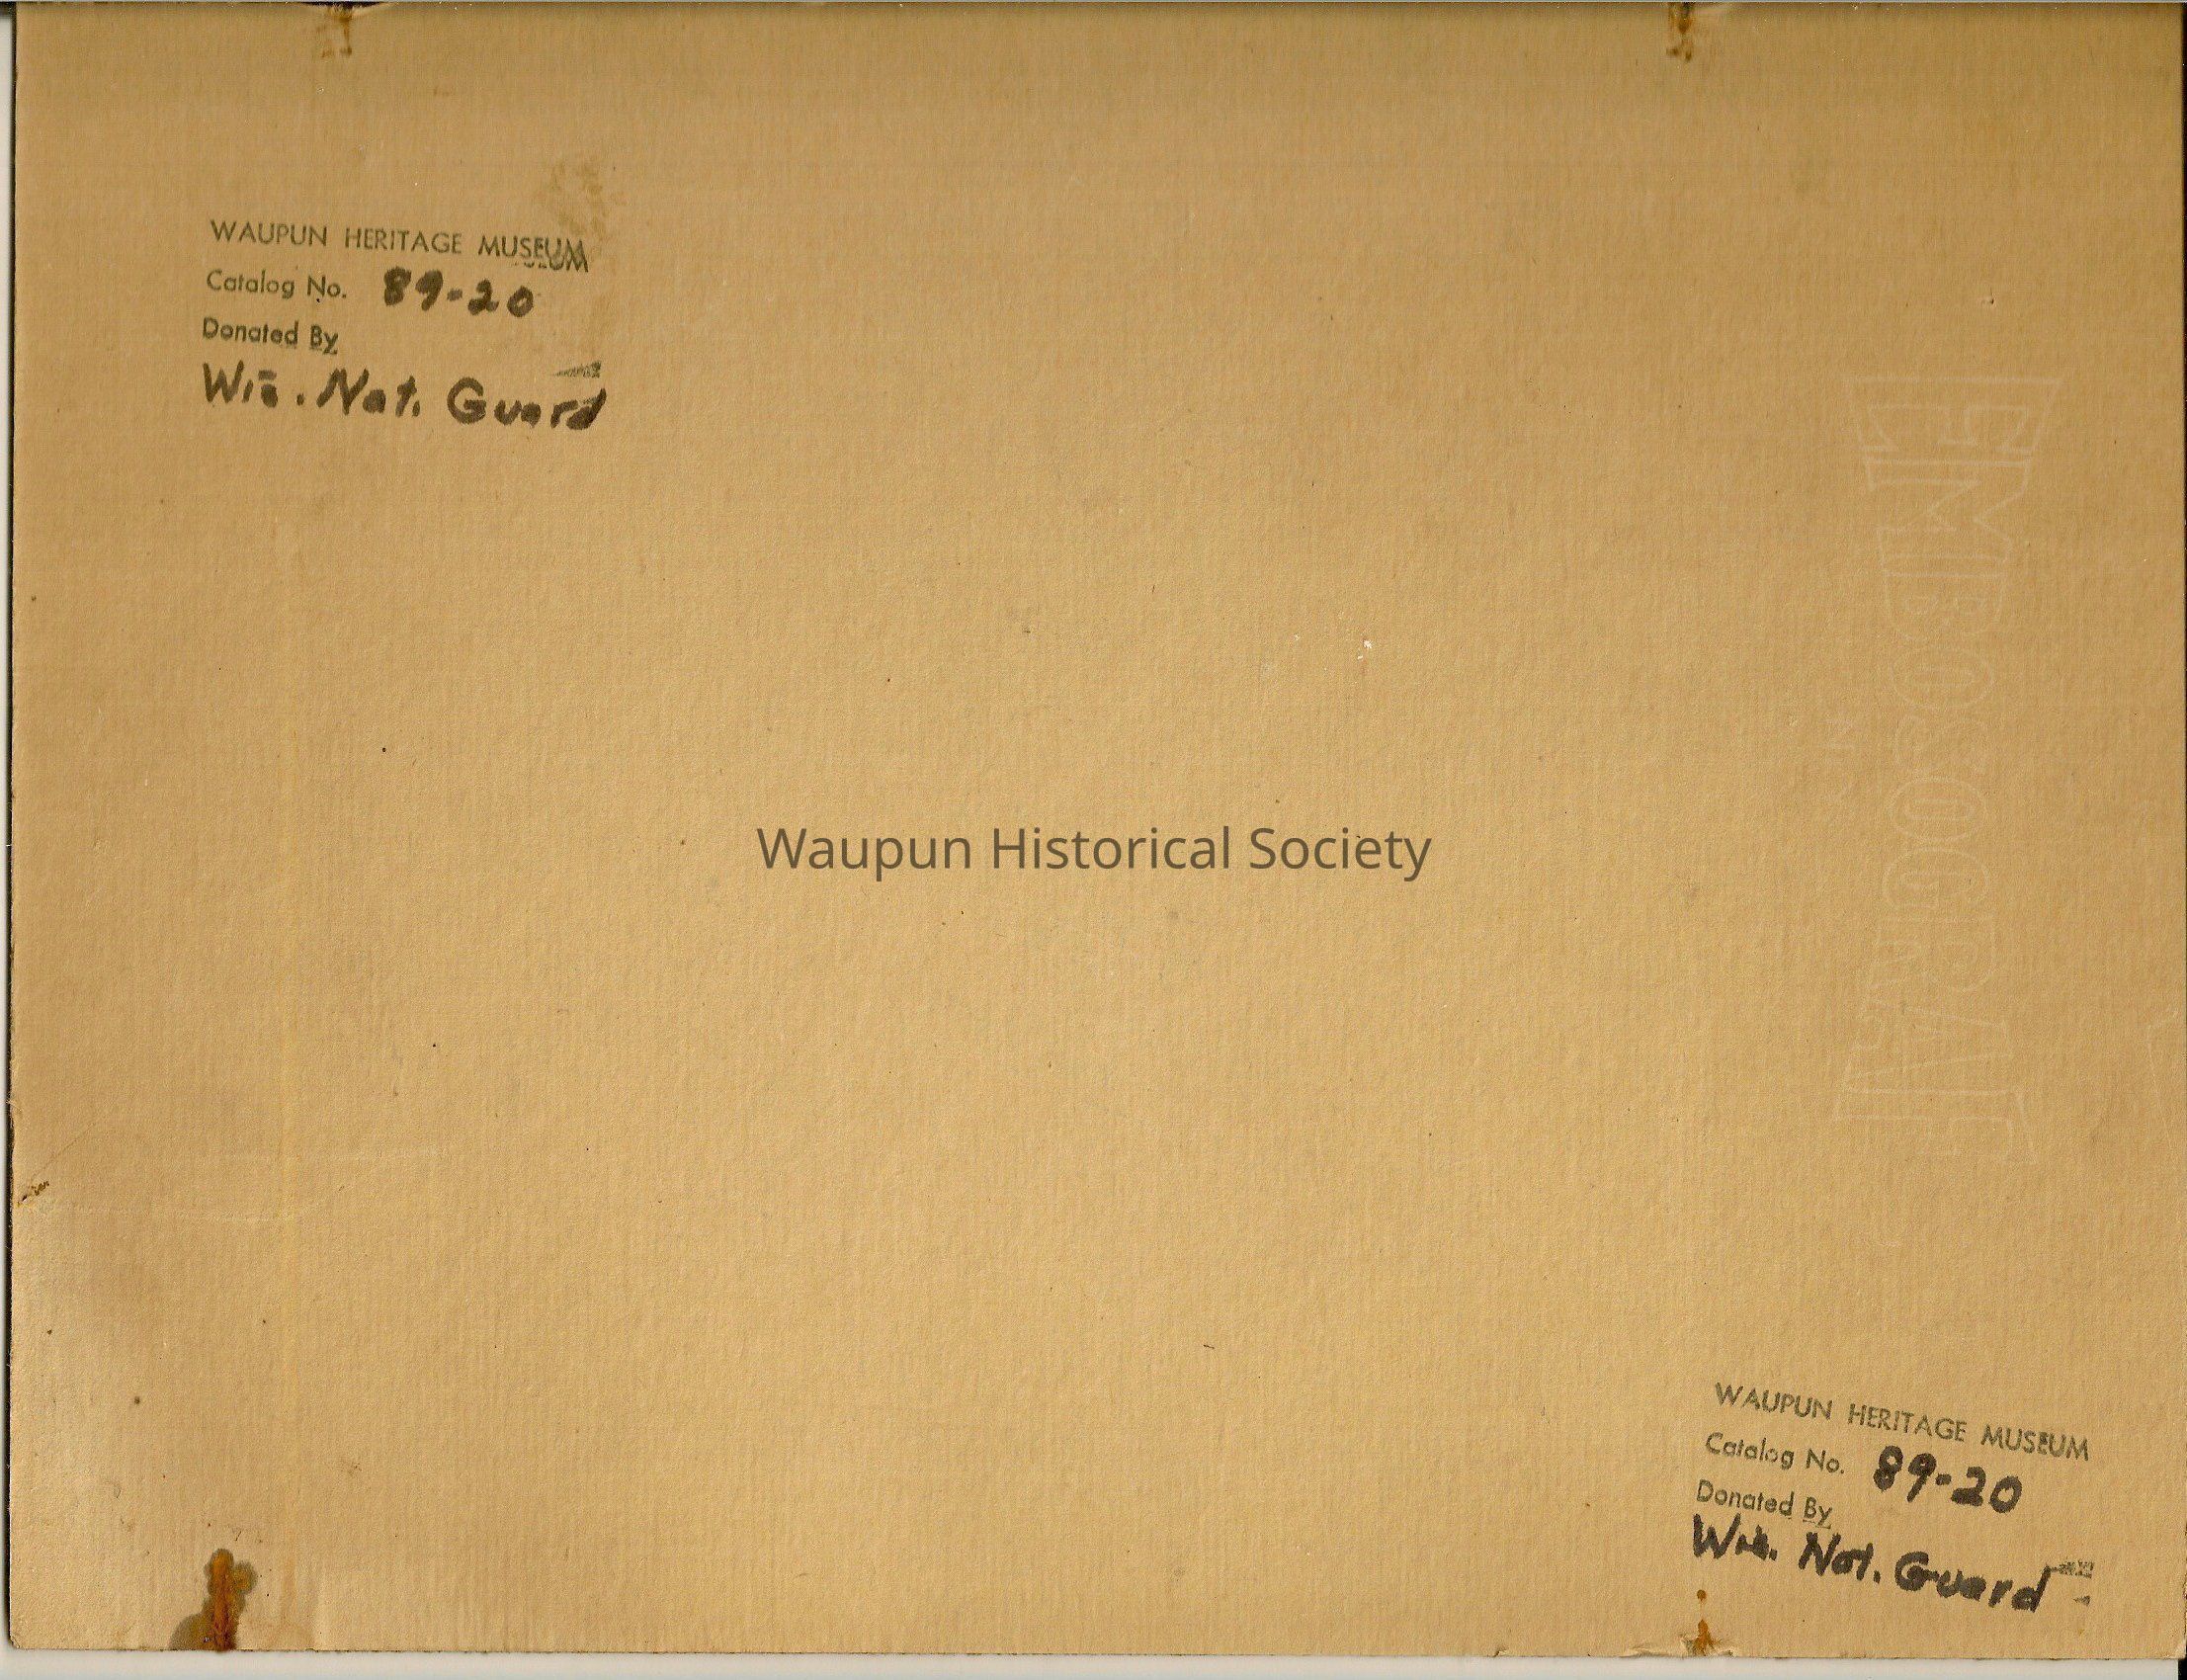 WAUPUN HERITAGE MUSEUM
Catalog No. 89-20
Donated By
Wis. Nat. Guard
EMBOSOGRAF
Waupun Historical Society
WAUPUN HERITAGE MUSEUM
Catalog No. 89-20
Donated By
Wis. Nat. Guard